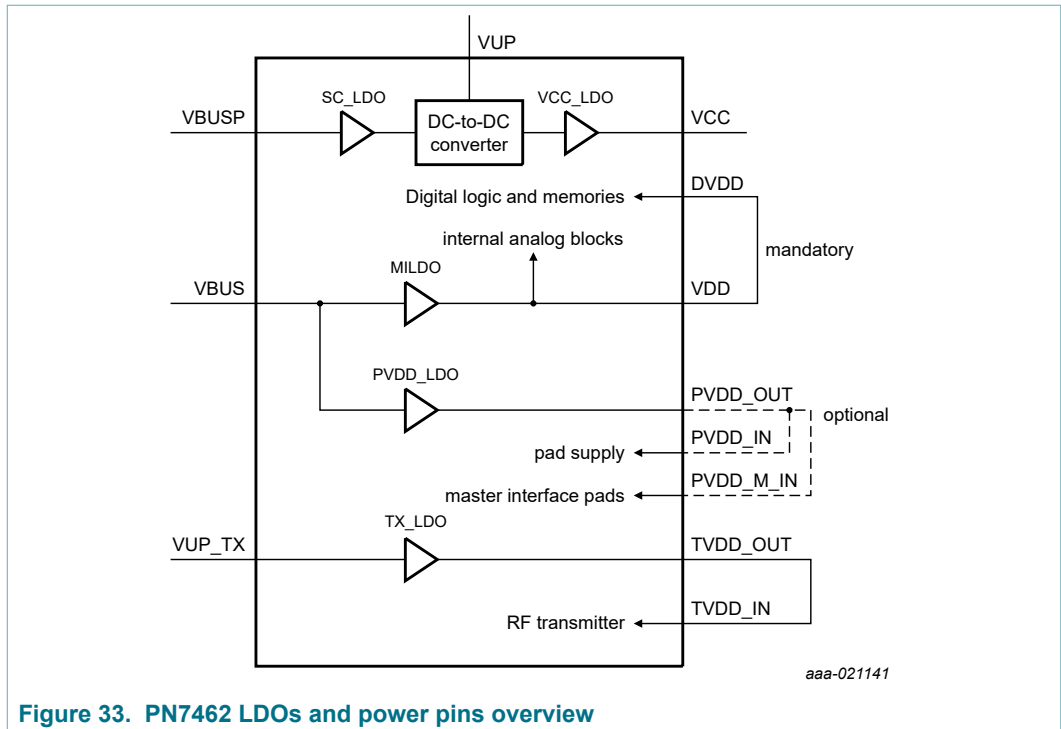 VUP
SC_LDO
VCC_LDO
VBUSP
DC-to-DC
converter
VCC
DVDD
Digital logic and memories
internal analog blocks
mandatory
MILDO
VBUS
VDD
PVDD_LDO
PVDD_OUT
optional
PVDD_IN
pad supply
PVDD_M_IN
master interface pads
TX_LDO
VUP_TX
TVDD_OUT
TVDD_IN
RF transmitter
aaa-021141
Figure 33. PN7462 LDOs and power pins overview